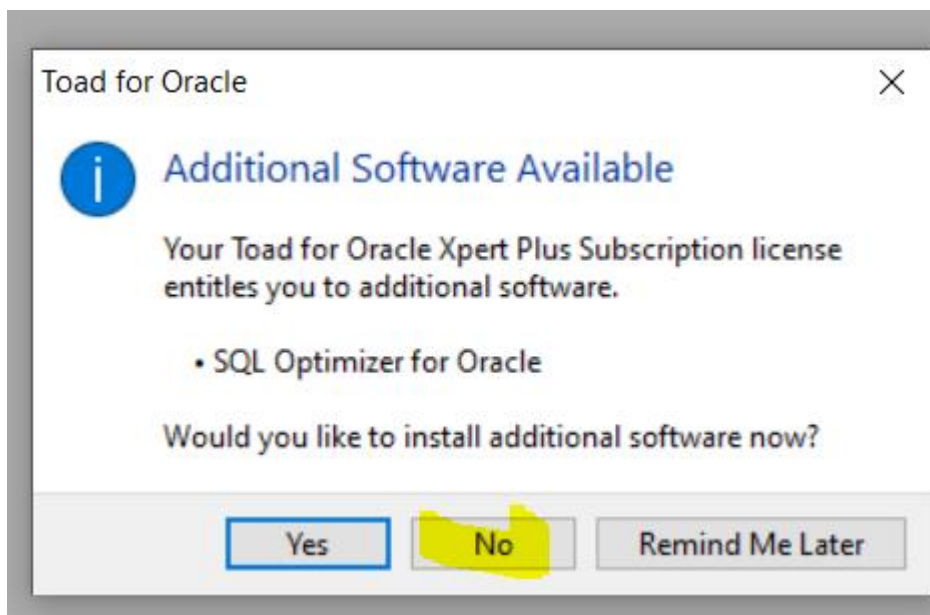 Toad for Oracle
Additional Software Available
Your Toad for Oracle Xpert Plus Subscription license
entitles you to additional software.
• SQL Optimizer for Oracle
Would you like to install additional software now?
Yes No Remind Me Later